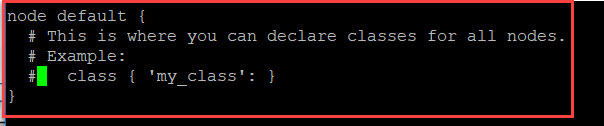 node default {
  # This is where you can declare classes for all nodes.
  # Example:
  #   class { 'my_class': }
}